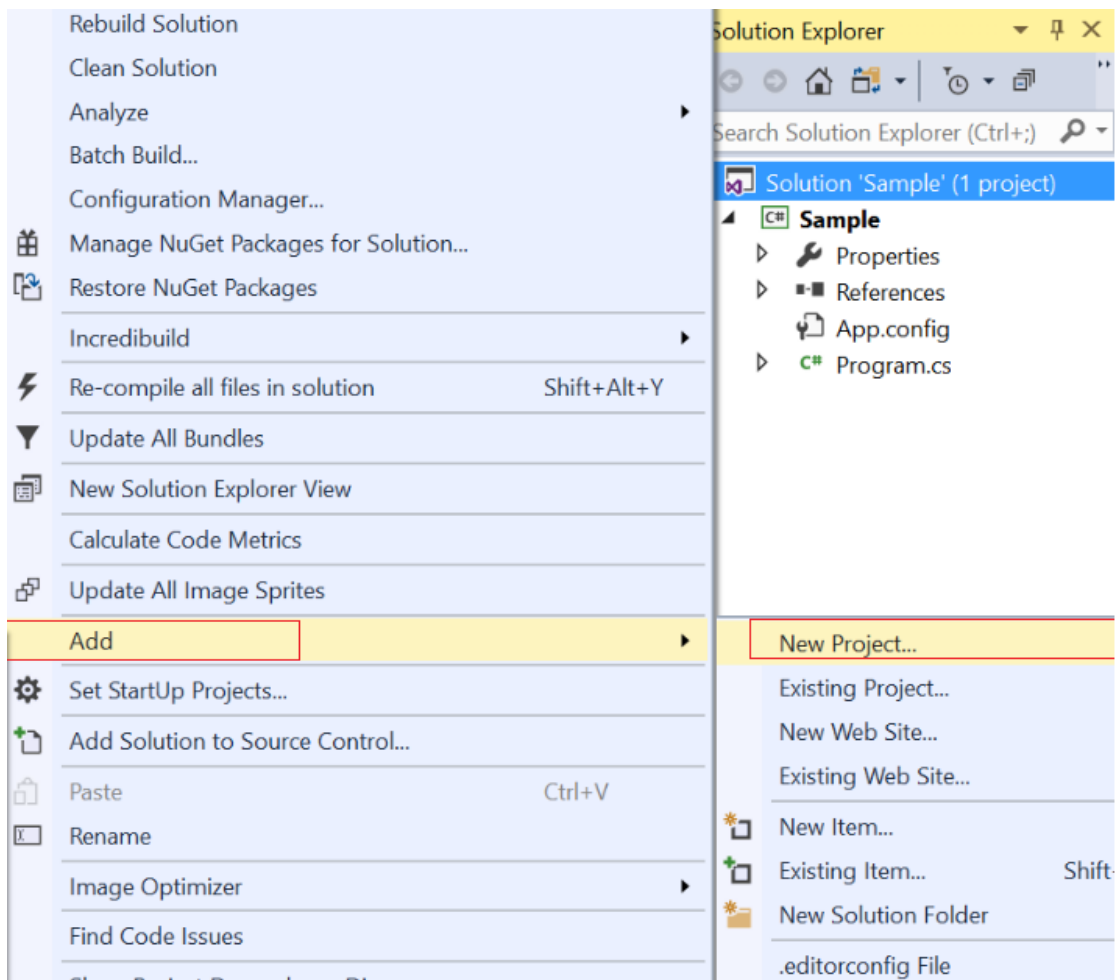 Rebuild Solution
Clean Solution
Analyze
Batch Build...
Configuration Manager...
Manage NuGet Packages for Solution...
Restore NuGet Packages
Incredibuild
Re-compile all files in solution Shift+Alt+Y
Update All Bundles
New Solution Explorer View
Calculate Code Metrics
Update All Image Sprites
Add
Set StartUp Projects...
Add Solution to Source Control...
Paste Ctrl+V
Rename
Image Optimizer
Find Code Issues
Solution Explorer
Search Solution Explorer (Ctrl+;)
Solution 'Sample' (1 project)
C# Sample
Properties
References
App.config
C# Program.cs
New Project...
Existing Project...
New Web Site...
Existing Web Site...
New Item...
Existing Item... Shift-
New Solution Folder
.editorconfig File